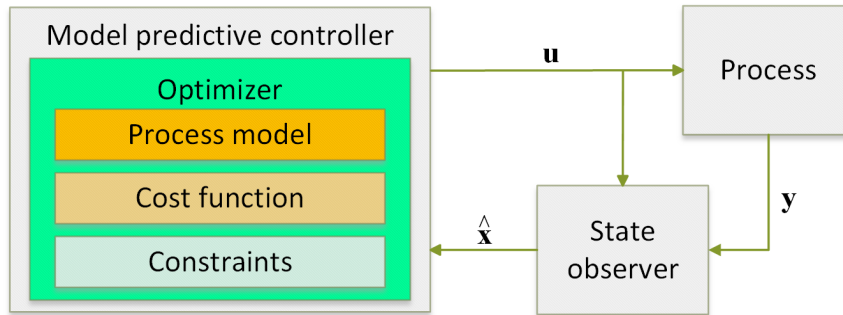 Model predictive controller
Optimizer
Process model
Cost function
Constraints
u
Process
y
State
observer
x̂